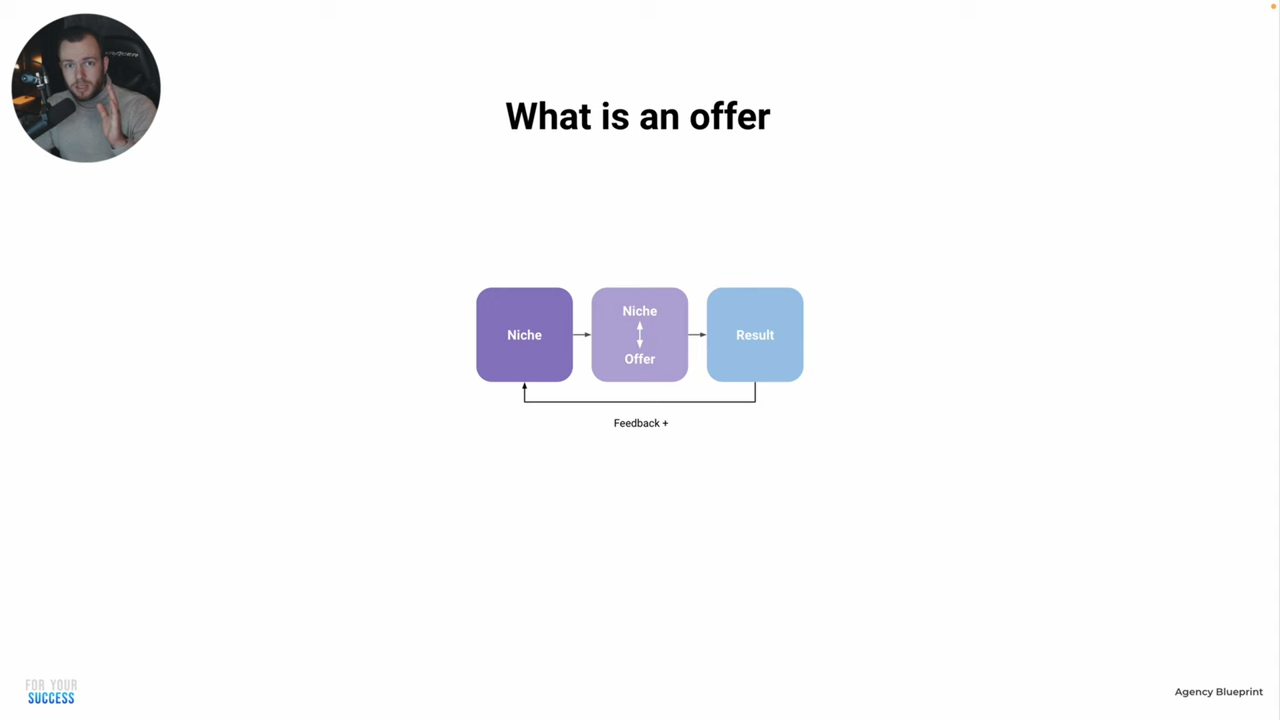 What is an offer
Niche
Niche
Offer
Result
Feedback +
FOR YOUR
SUCCESS
Agency Blueprint